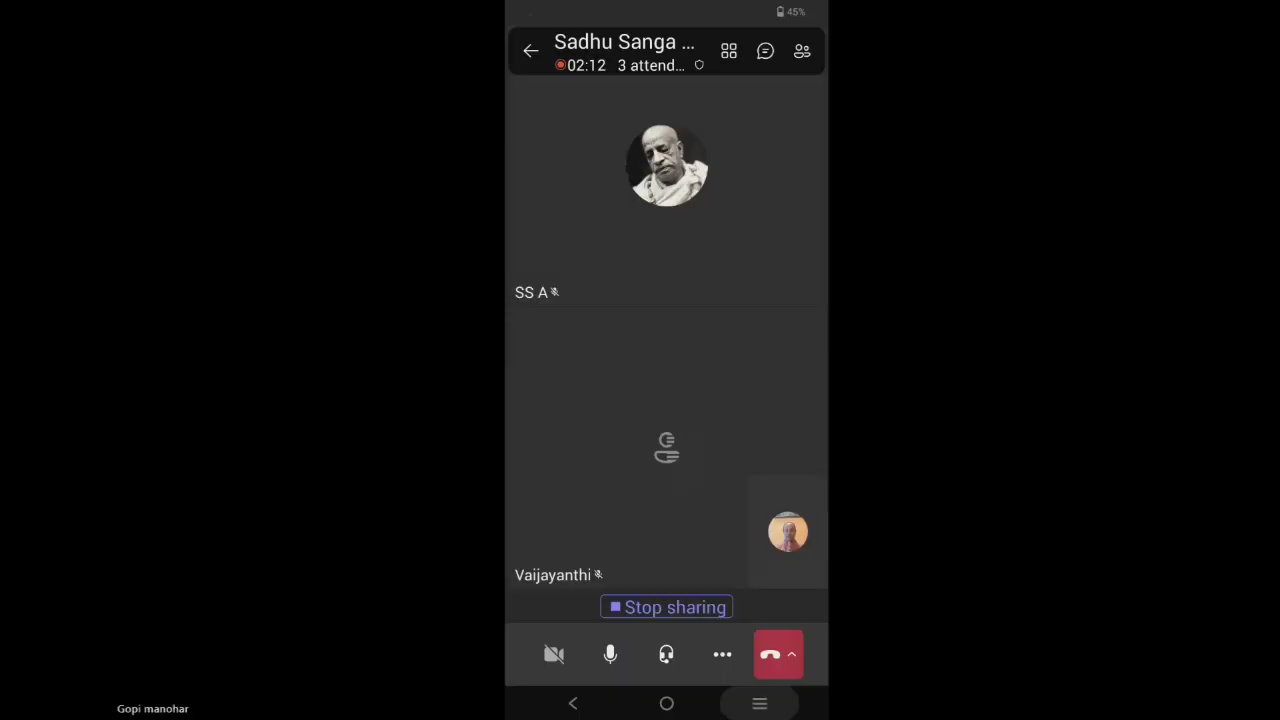 45%
Sadhu Sanga ...
02:12 3 attend...
SS A
Vaijayanthi
Stop sharing
Gopi manohar